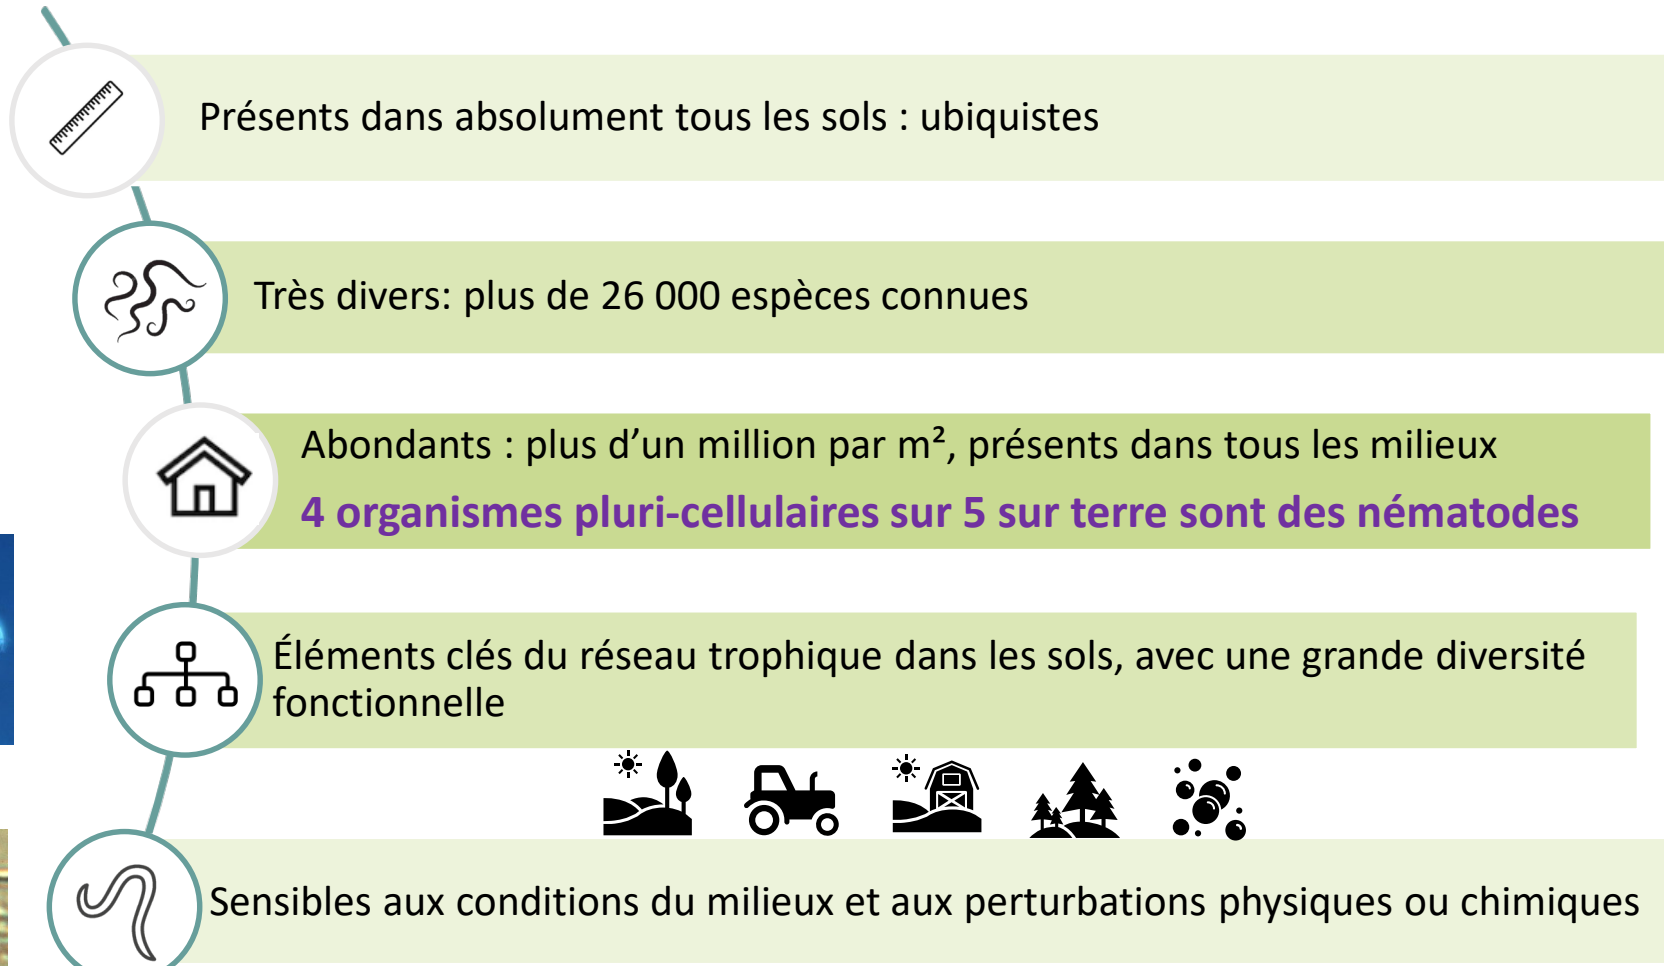 Présents dans absolument tous les sols : ubiquistes
Très divers: plus de 26 000 espèces connues
Abondants : plus d’un million par m², présents dans tous les milieux
4 organismes pluri-cellulaires sur 5 sur terre sont des nématodes
Éléments clés du réseau trophique dans les sols, avec une grande diversité
fonctionnelle
Sensibles aux conditions du milieux et aux perturbations physiques ou chimiques